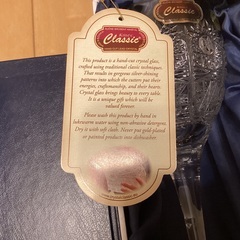 Classic
This product is a hand-cut crystal glass,
crafted using traditional classic techniques.
That results in gorgeous silver-shining
patterns into which the cutters put their
energies, craftsmanship, and their hearts.
Crystal glass brings beauty to every table.
It is a unique gift which will be
valued forever.
Please wash this product by hand in
lukewarm water using non-abrasive detergent.
Dry it with soft cloth. Never put gold plated
or painted products into dishwasher.